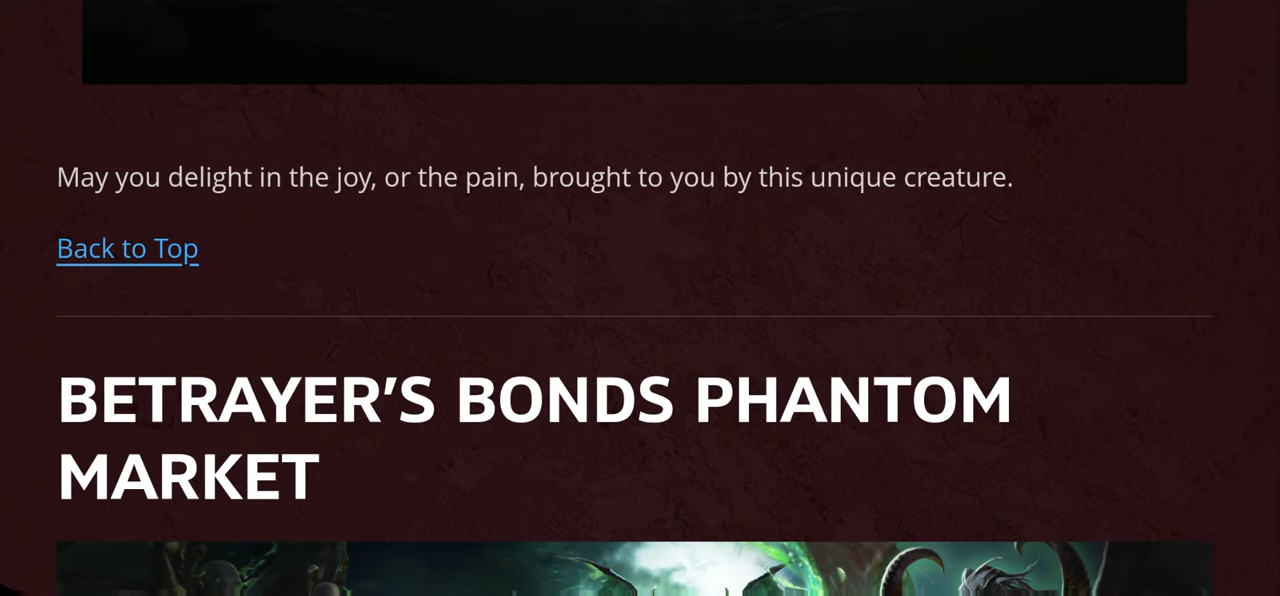 May you delight in the joy, or the pain, brought to you by this unique creature.
Back to Top
BETRAYER’S BONDS PHANTOM
MARKET